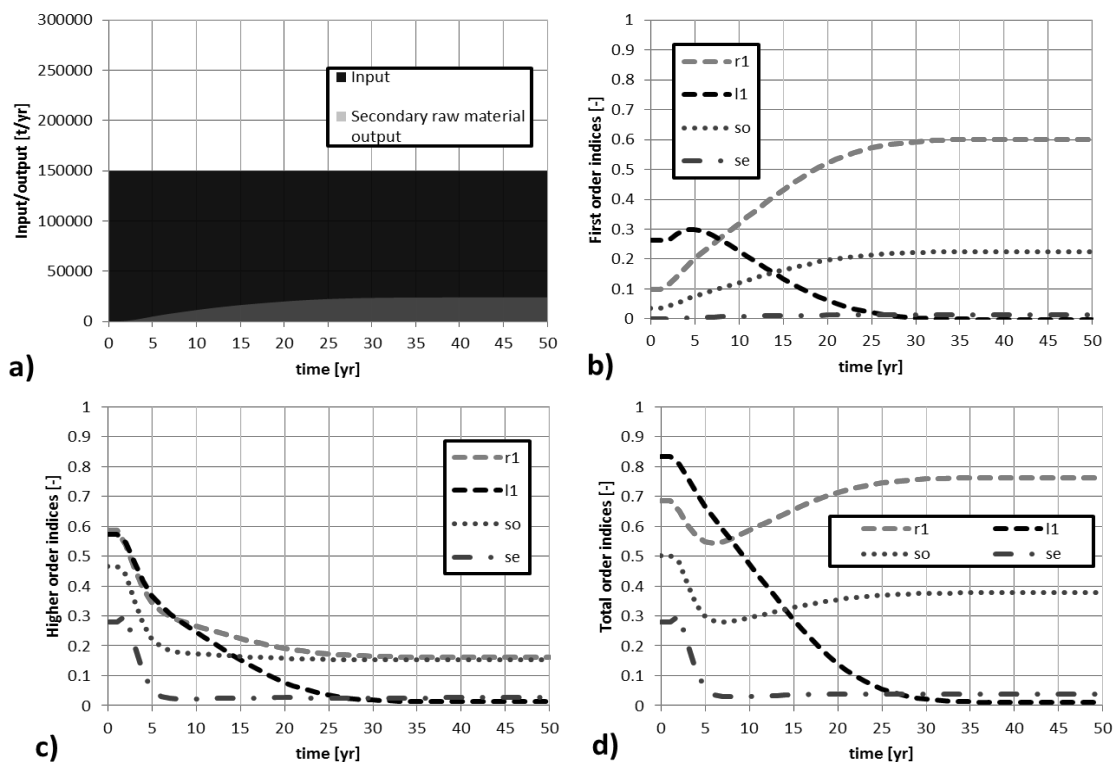 300000
250000
200000
150000
100000
50000
0
Input/output [t/yr]
Input
Secondary raw material
output
0 5 10 15 20 25 30 35 40 45 50
time [yr]
a)
1
0.9
0.8
0.7
0.6
0.5
0.4
0.3
0.2
0.1
0
First order indices [-]
r1
l1
so
se
0 5 10 15 20 25 30 35 40 45 50
time [yr]
b)
1
0.9
0.8
0.7
0.6
0.5
0.4
0.3
0.2
0.1
0
Higher order indices [-]
r1
l1
so
se
0 5 10 15 20 25 30 35 40 45 50
time [yr]
c)
1
0.9
0.8
0.7
0.6
0.5
0.4
0.3
0.2
0.1
0
Total order indices [-]
r1 l1
so se
0 5 10 15 20 25 30 35 40 45 50
time [yr]
d)